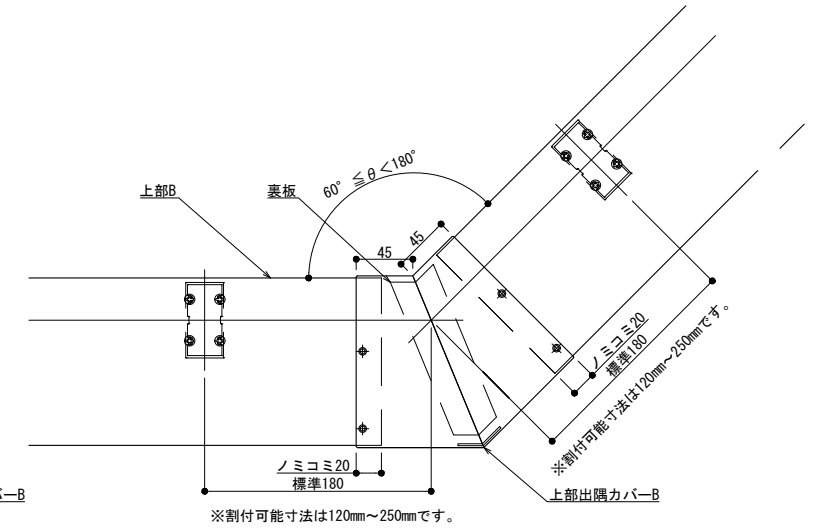 60° ≦θ<180°
上部B
裏板
45
45
ノミコミ20
標準180
※割付可能寸法は120mm～250mmです。
ノミコミ20
標準180
※割付可能寸法は120mm～250mmです。
バーB
上部出隅カバーB